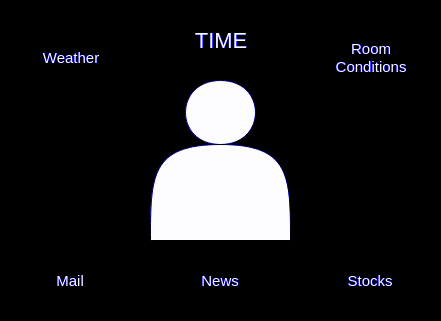 TIME
Weather
Room
Conditions
Mail
News
Stocks